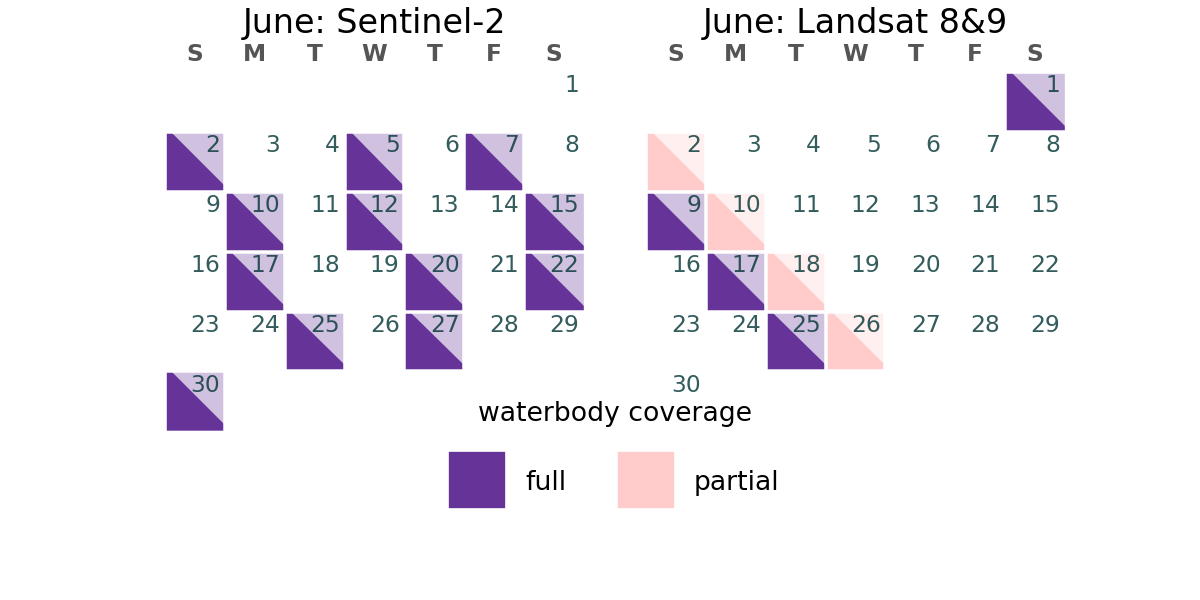 June: Sentinel-2
S M T W T F S
1
2 3 4 5 6 7 8
9 10 11 12 13 14 15
16 17 18 19 20 21 22
23 24 25 26 27 28 29
30
June: Landsat 8&9
S M T W T F S
1
2 3 4 5 6 7 8
9 10 11 12 13 14 15
16 17 18 19 20 21 22
23 24 25 26 27 28 29
30
waterbody coverage
full
partial